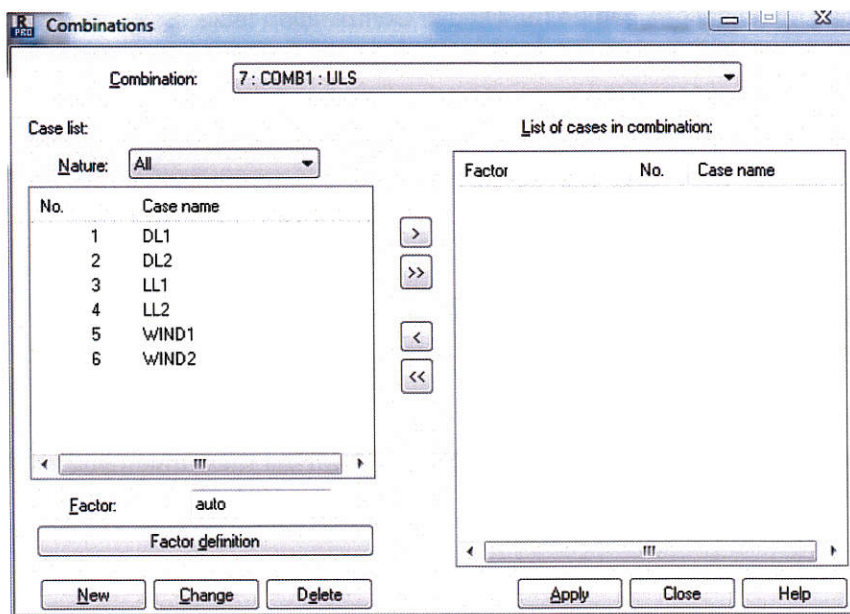 R
PRO
Combinations
Combination: 7 : COMB1 : ULS
Case list:
Nature: All
No. Case name
1 DL1
2 DL2
3 LL1
4 LL2
5 WIND1
6 WIND2
Factor: auto
Factor definition
New Change Delete
>
>>
<
<<
List of cases in combination:
Factor No. Case name
Apply Close Help